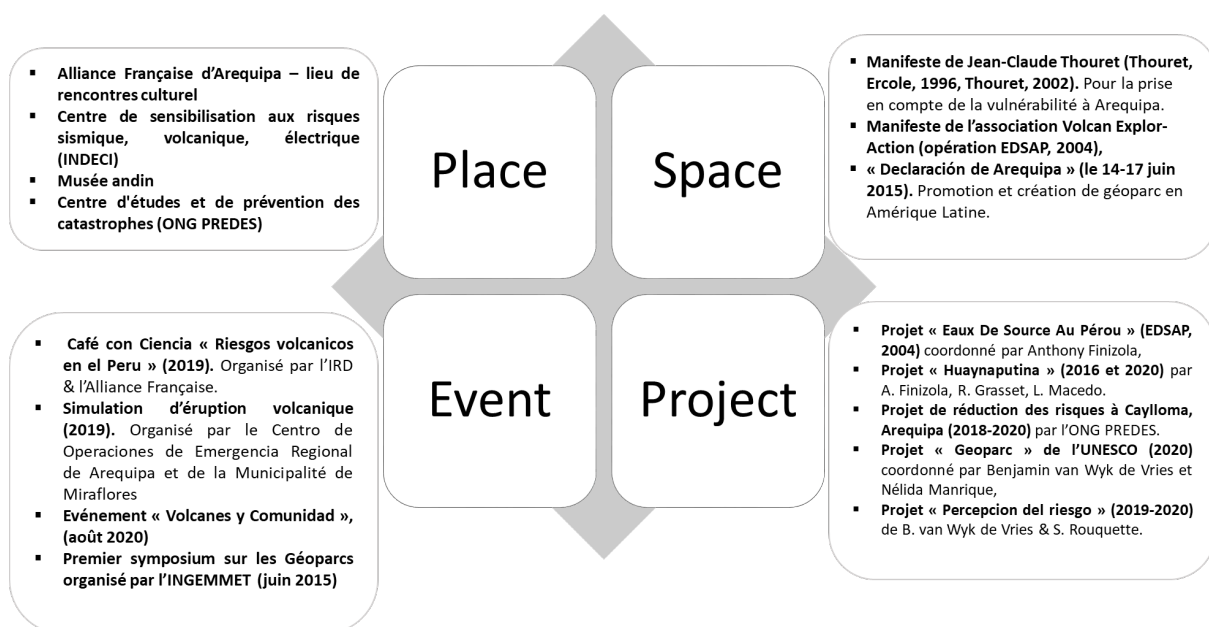 ▪ Alliance Française d’Arequipa – lieu de
rencontres culturel
▪ Centre de sensibilisation aux risques
sismique, volcanique, électrique
(INDECI)
▪ Musée andin
▪ Centre d'études et de prévention des
catastrophes (ONG PREDES)
Place
Space
▪ Manifeste de Jean-Claude Thouret (Thouret,
Ercole, 1996, Thouret, 2002). Pour la prise
en compte de la vulnérabilité à Arequipa.
▪ Manifeste de l’association Volcan Explor-
Action (opération EDSAP, 2004),
▪ « Declaración de Arequipa » (le 14-17 juin
2015). Promotion et création de géoparc en
Amérique Latine.
▪ Café con Ciencia « Riesgos volcanicos
en el Peru » (2019). Organisé par l’IRD
& l’Alliance Française.
▪ Simulation d’éruption volcanique
(2019). Organisé par le Centro de
Operaciones de Emergencia Regional
de Arequipa et de la Municipalité de
Miraflores
▪ Evénement « Volcanes y Comunidad »,
(août 2020)
▪ Premier symposium sur les Géoparcs
organisé par l’INGEMMET (juin 2015)
Event
Project
▪ Projet « Eaux De Source Au Pérou » (EDSAP,
2004) coordonné par Anthony Finizola,
▪ Projet « Huaynaputina » (2016 et 2020) par
A. Finizola, R. Grasset, L. Macedo.
▪ Projet de réduction des risques à Caylloma,
Arequipa (2018-2020) par l’ONG PREDES.
▪ Projet « Geoparc » de l’UNESCO (2020)
coordonné par Benjamin van Wyk de Vries et
Nélida Manrique,
▪ Projet « Percepcion del riesgo » (2019-2020)
de B. van Wyk de Vries & S. Rouquette.